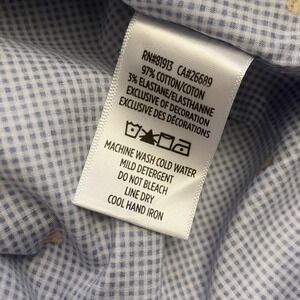 RN#81913 CA#26689
97% COTTON/COTON
3% ELASTANE/ELASTHANNE
EXCLUSIVE OF DECORATION
EXCLUSIVE DES DÉCORATIONS
MACHINE WASH COLD WATER
MILD DETERGENT
DO NOT BLEACH
LINE DRY
COOL HAND IRON